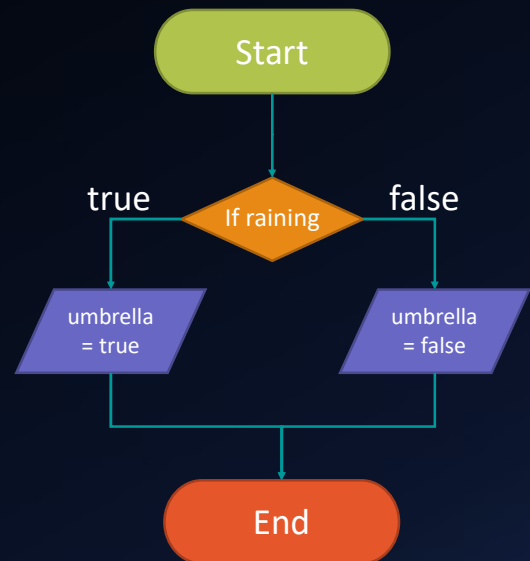 Start
true
If raining
false
umbrella
= true
umbrella
= false
End